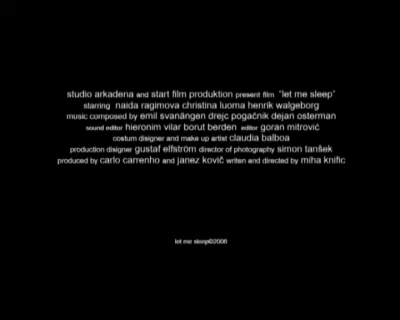 studio arkadena and start film produktion present film "let me sleep"
starring naida ragimova christina luoma henrik walgeborg
music composed by emil svanängen drejc pogačnik dejan osterman
sound editor hieronim vilar borut berden editor goran mitrovič
costum disigner and make up artist claudia balboa
production disigner gustaf elfström director of photography simon tanšek
produced by carlo carrenho and janez kovič writen and directed by miha knific
let me sleep©2006